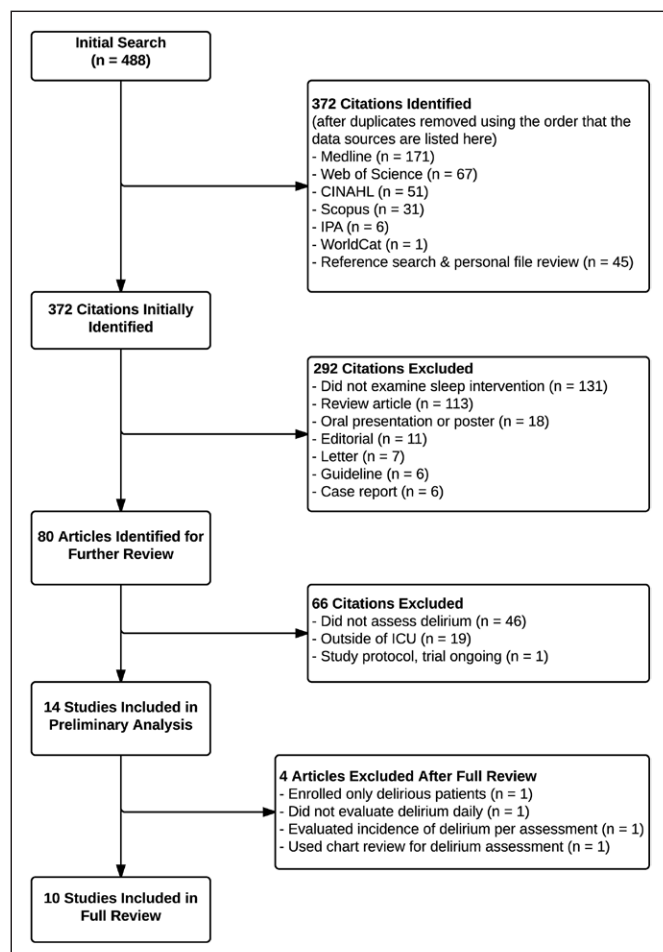 Initial Search
(n = 488)
372 Citations Identified
(after duplicates removed using the order that the
data sources are listed here)
- Medline (n = 171)
- Web of Science (n = 67)
- CINAHL (n = 51)
- Scopus (n = 31)
- IPA (n = 6)
- WorldCat (n = 1)
- Reference search & personal file review (n = 45)
372 Citations Initially
Identified
292 Citations Excluded
- Did not examine sleep intervention (n = 131)
- Review article (n = 113)
- Oral presentation or poster (n = 18)
- Editorial (n = 11)
- Letter (n = 7)
- Guideline (n = 6)
- Case report (n = 6)
80 Articles Identified for
Further Review
66 Citations Excluded
- Did not assess delirium (n = 46)
- Outside of ICU (n = 19)
- Study protocol, trial ongoing (n = 1)
14 Studies Included in
Preliminary Analysis
4 Articles Excluded After Full Review
- Enrolled only delirious patients (n = 1)
- Did not evaluate delirium daily (n = 1)
- Evaluated incidence of delirium per assessment (n = 1)
- Used chart review for delirium assessment (n = 1)
10 Studies Included in
Full Review